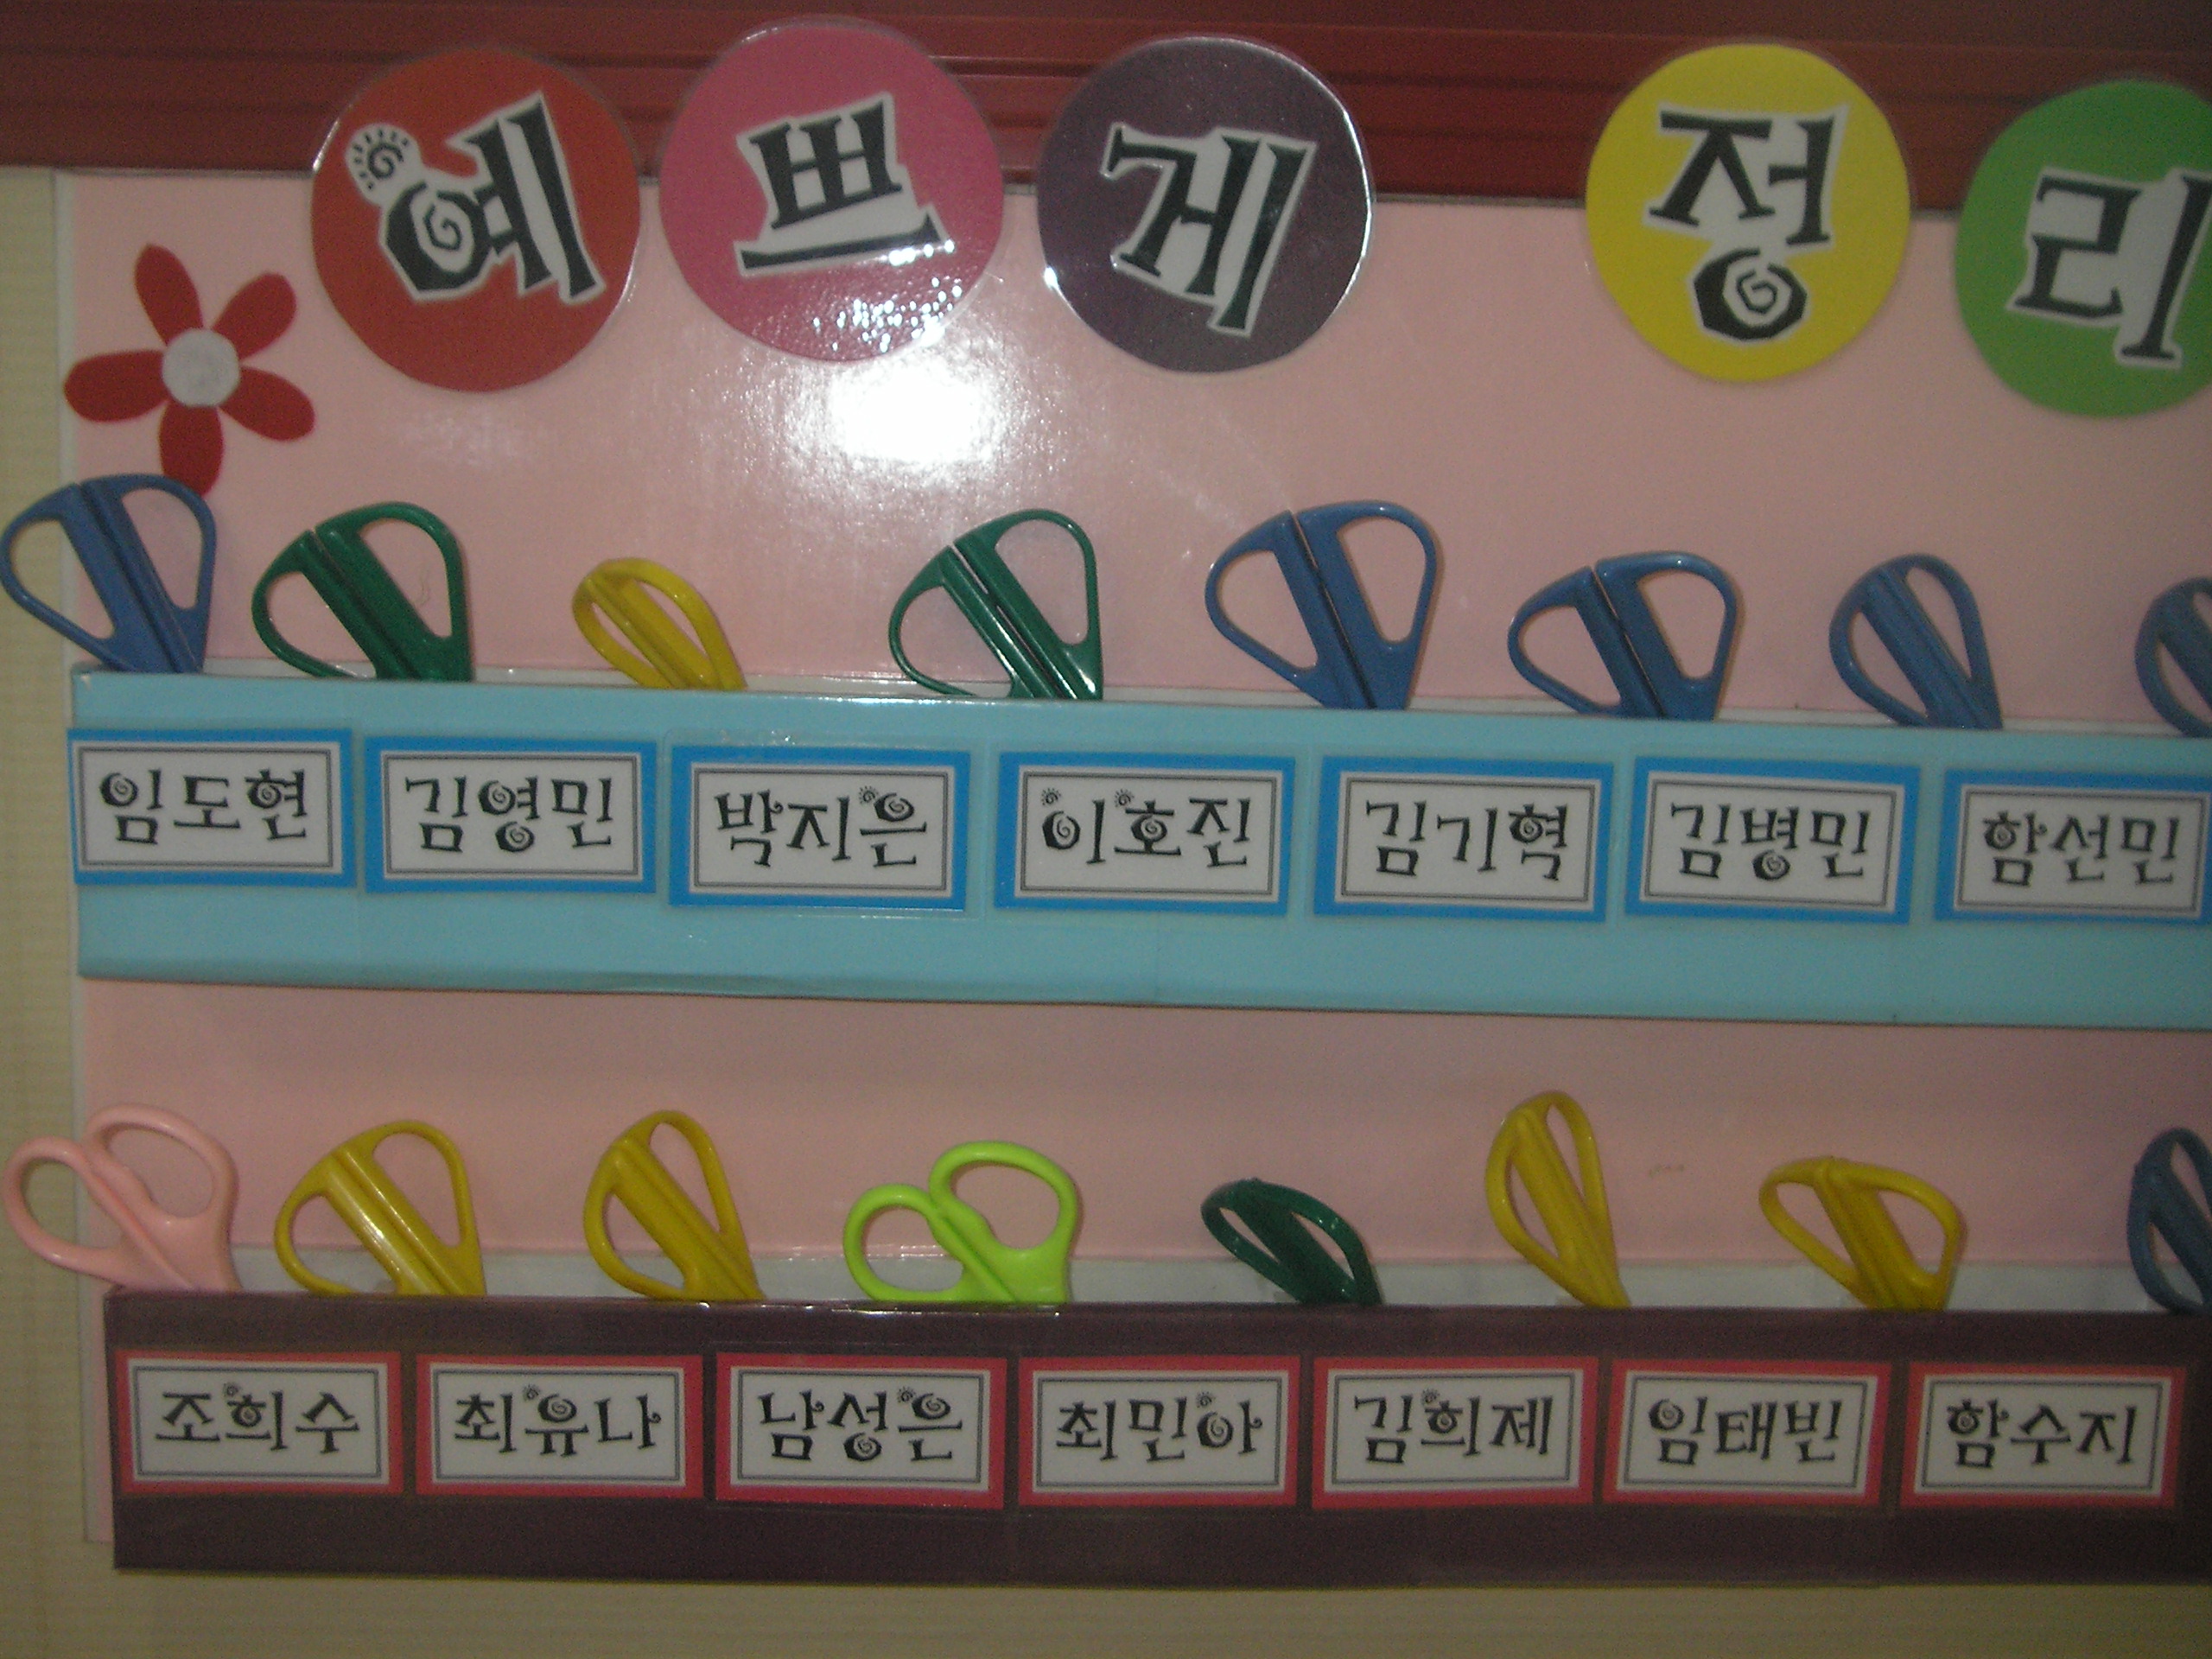 예쁘게 정리
임도현 김영민 박지은 이호진 김기혁 김병민 함선민
조희수 최유나 남성은 최민아 김희제 임태빈 함수지